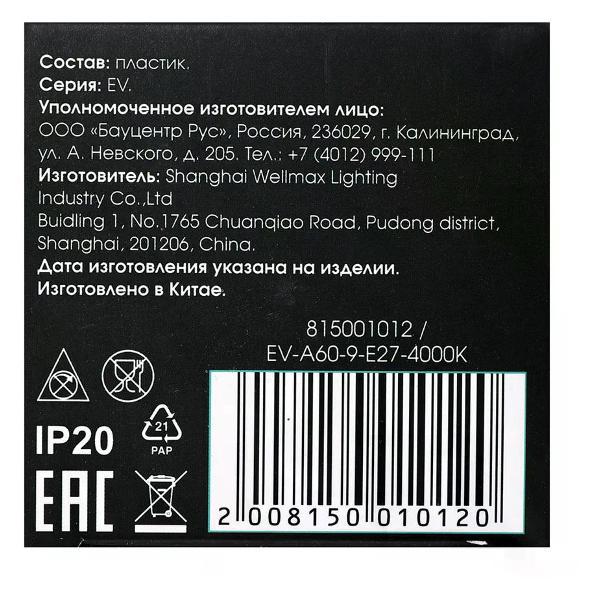 Состав: пластик.
Серия: EV.
Уполномоченное изготовителем лицо:
ООО «Бауцентр Рус», Россия, 236029, г. Калининград,
ул. А. Невского, д. 205. Тел.: +7 (4012) 999-111
Изготовитель: Shanghai Wellmax Lighting
Industry Co.,Ltd
Buidling 1, No.1765 Chuanqiao Road, Pudong district,
Shanghai, 201206, China.
Дата изготовления указана на изделии.
Изготовлено в Китае.
815001012 /
EV-A60-9-E27-4000K
21
PAP
IP20
EAC
2 008150 010120